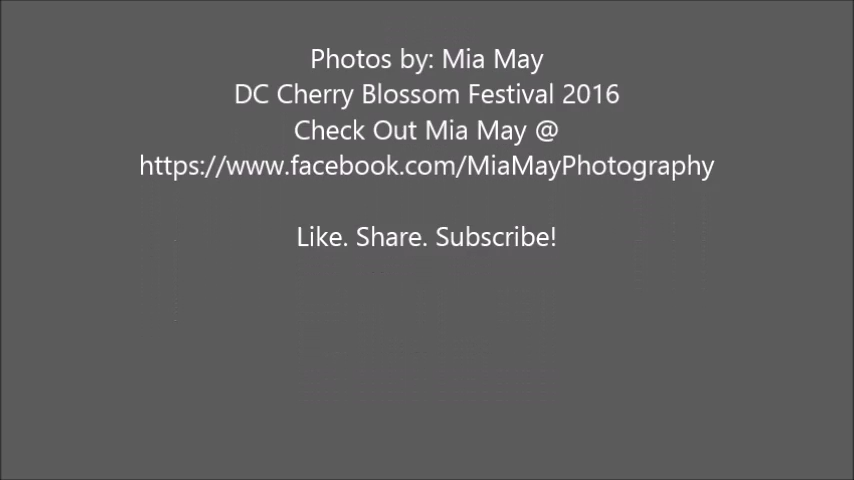 Photos by: Mia May
DC Cherry Blossom Festival 2016
Check Out Mia May @
https://www.facebook.com/MiaMayPhotography
Like. Share. Subscribe!